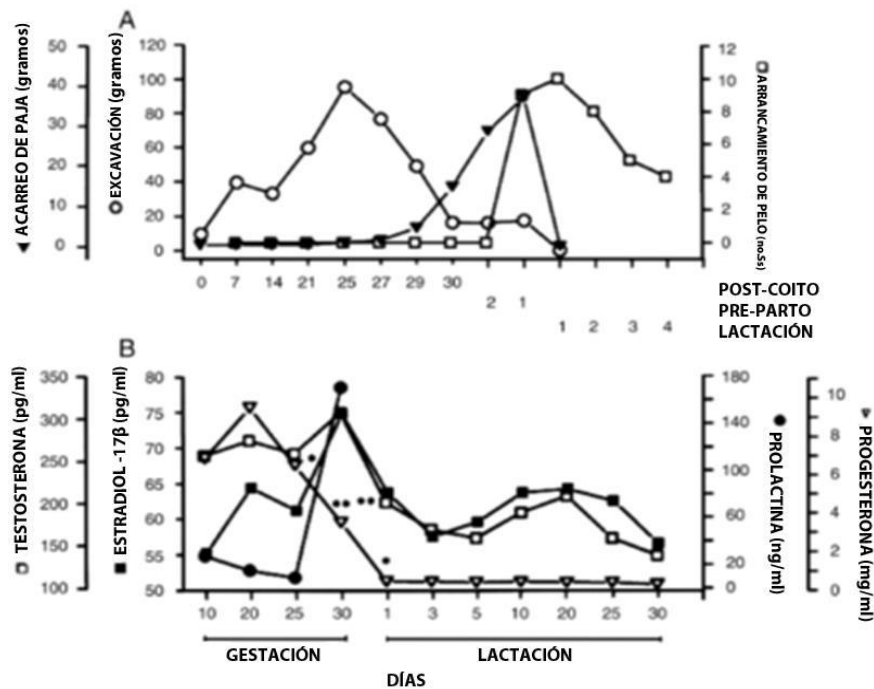 A
ACARREO DE PAJA (gramos)
50
40
30
20
10
0
EXCAVACIÓN (gramos)
120
100
80
60
40
20
0
12
10
8
6
4
2
0
ARRANCAMIENTO DE PELO (no.Ss)
0 7 14 21 25 27 29 30
2 1
1 2 3 4
POST-COITO
PRE-PARTO
LACTACIÓN
B
TESTOSTERONA (pg/ml)
350
300
250
200
150
100
ESTRADIOL -17β (pg/ml)
80
75
70
65
60
55
50
180
140
100
60
20
0
PROLACTINA (ng/ml)
10
8
6
4
2
0
PROGESTERONA (mg/ml)
10 20 25 30 1 3 5 10 20 25 30
GESTACIÓN LACTACIÓN
DÍAS